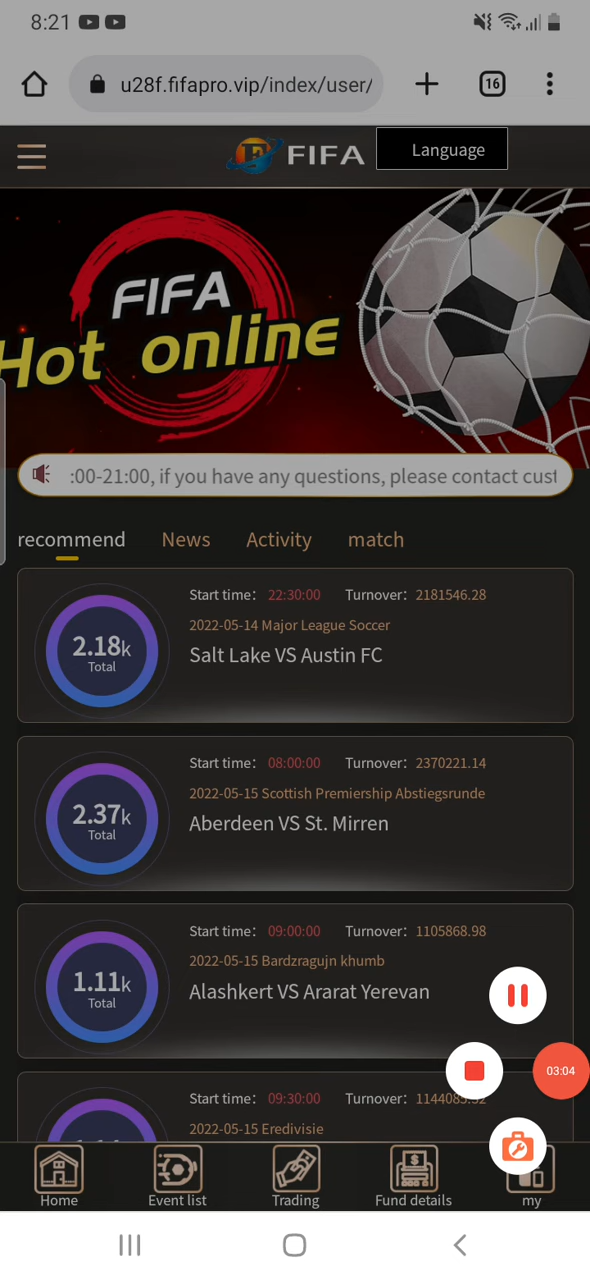 8:21
u28f.fifapro.vip/index/user/
16
FIFA
Language
FIFA
Hot online
:00-21:00, if you have any questions, please contact cust
recommend News Activity match
Start time: 22:30:00 Turnover: 2181546.28
2022-05-14 Major League Soccer
Salt Lake VS Austin FC
2.18k
Total
Start time: 08:00:00 Turnover: 2370221.14
2022-05-15 Scottish Premiership Abstiegsrunde
Aberdeen VS St. Mirren
2.37k
Total
Start time: 09:00:00 Turnover: 1105868.98
2022-05-15 Bardzragujn khumb
Alashkert VS Ararat Yerevan
1.11k
Total
03:04
Start time: 09:30:00 Turnover:
2022-05-15 Eredivisie
Home Event list Trading Fund details my